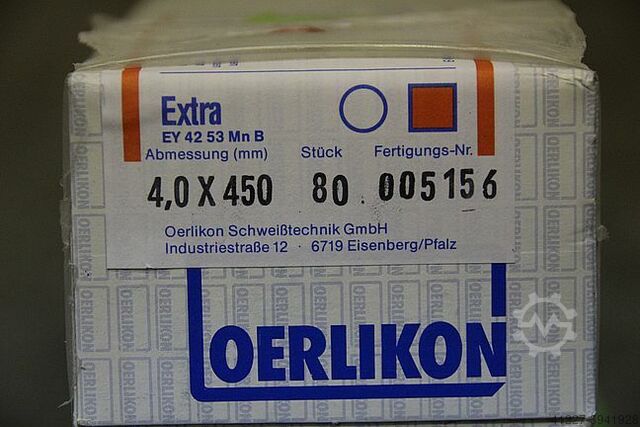 Extra
EY 42 53 Mn B
Abmessung (mm) Stück Fertigungs-Nr.
4,0 X 450 80 005156
Oerlikon Schweißtechnik GmbH
Industriestraße 12 · 6719 Eisenberg/Pfalz
OERLIKON